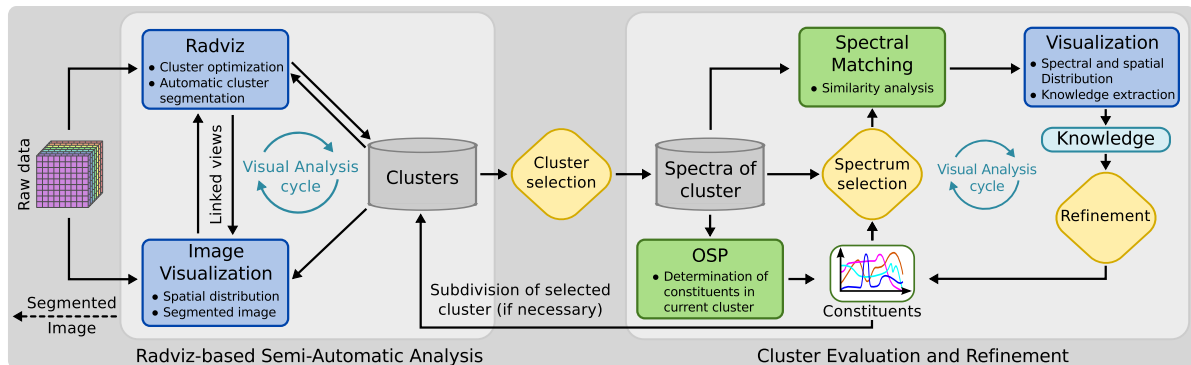 Raw data
Segmented
Image
Radviz
● Cluster optimization
● Automatic cluster
segmentation
Linked views
Visual Analysis
cycle
Image
Visualization
● Spatial distribution
● Segmented image
Clusters
Radviz-based Semi-Automatic Analysis
Cluster
selection
Subdivision of selected
cluster (if necessary)
Spectra of
cluster
OSP
● Determination of
constituents in
current cluster
Spectral
Matching
● Similarity analysis
Spectrum
selection
Constituents
Visual Analysis
cycle
Visualization
● Spectral and spatial
Distribution
● Knowledge extraction
Knowledge
Refinement
Cluster Evaluation and Refinement